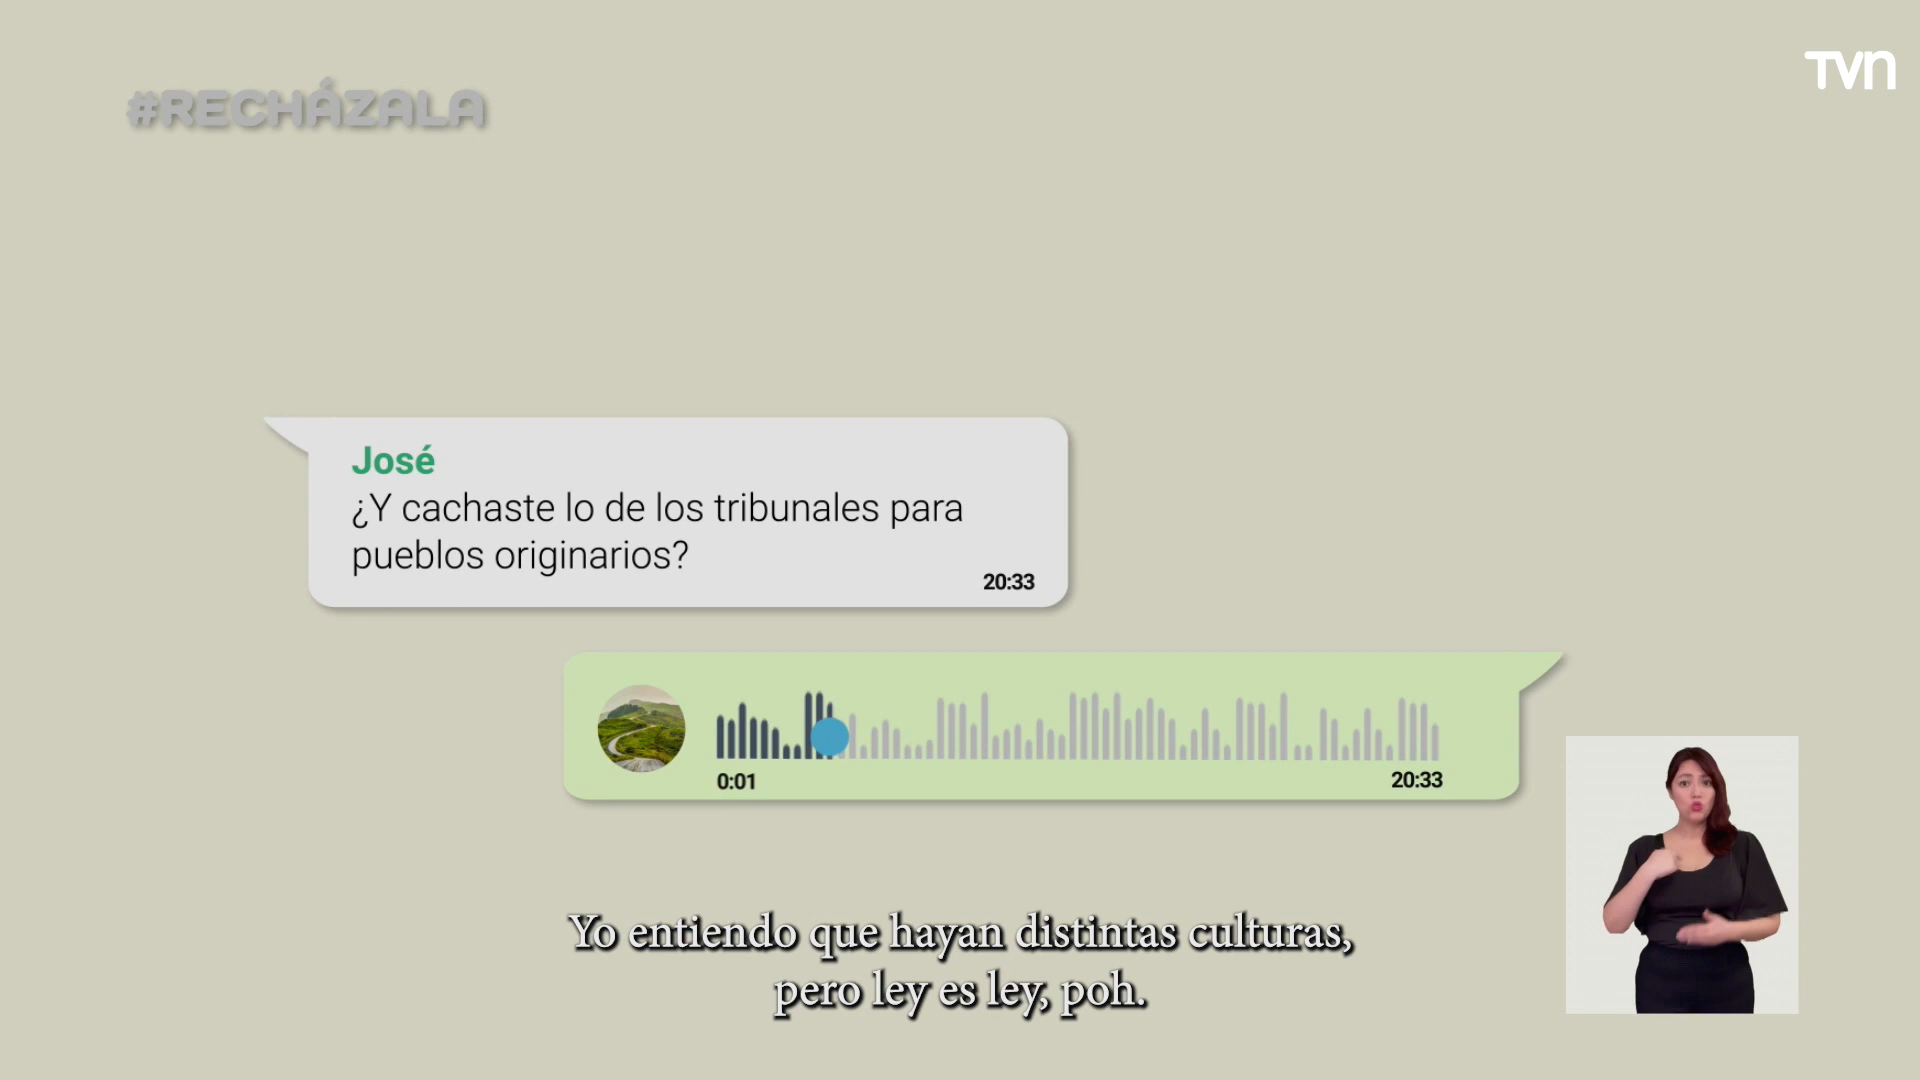 #RECHÁZALA
TVN
José
¿Y cachaste lo de los tribunales para
pueblos originarios?
20:33
0:01
20:33
Yo entiendo que hayan distintas culturas,
pero ley es ley, poh.